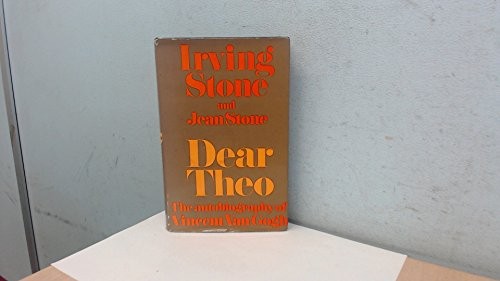 Irving
Stone
and
Jean Stone
Dear
Theo
The autobiography of
Vincent Van Gogh